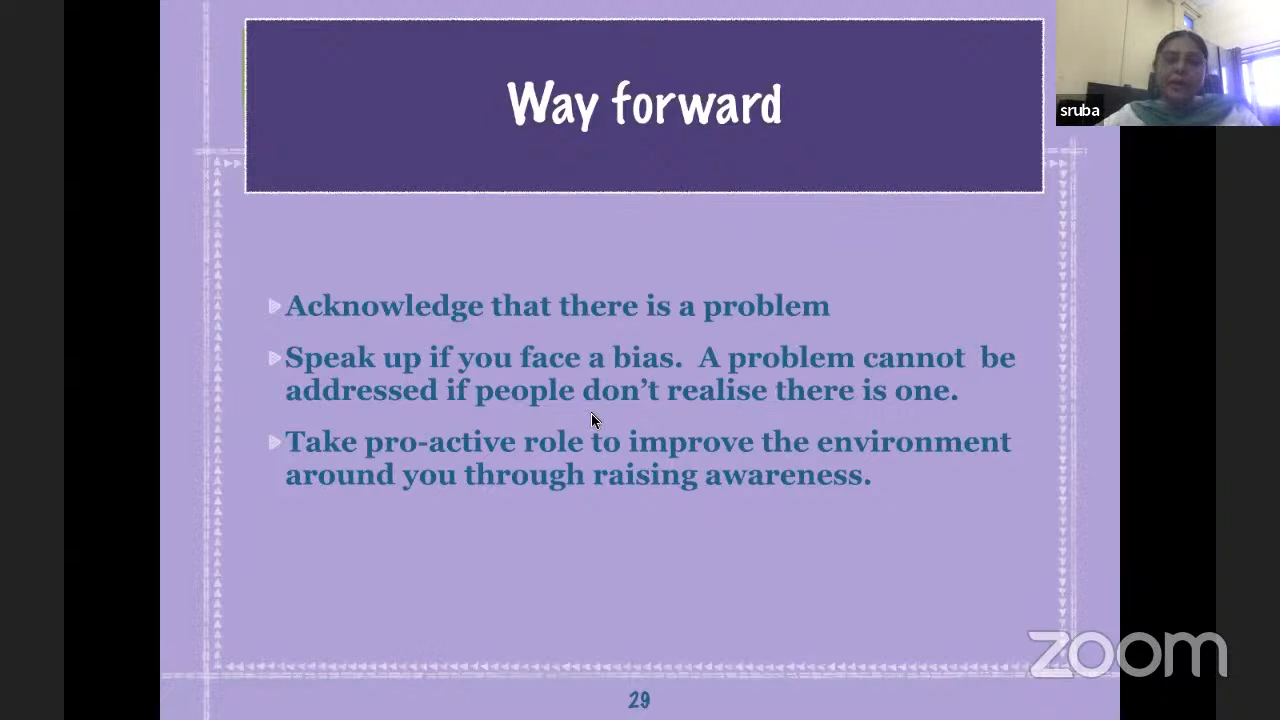 Way forward
sruba
Acknowledge that there is a problem
Speak up if you face a bias.  A problem cannot  be
addressed if people don’t realise there is one.
Take pro-active role to improve the environment
around you through raising awareness.
zoom
29